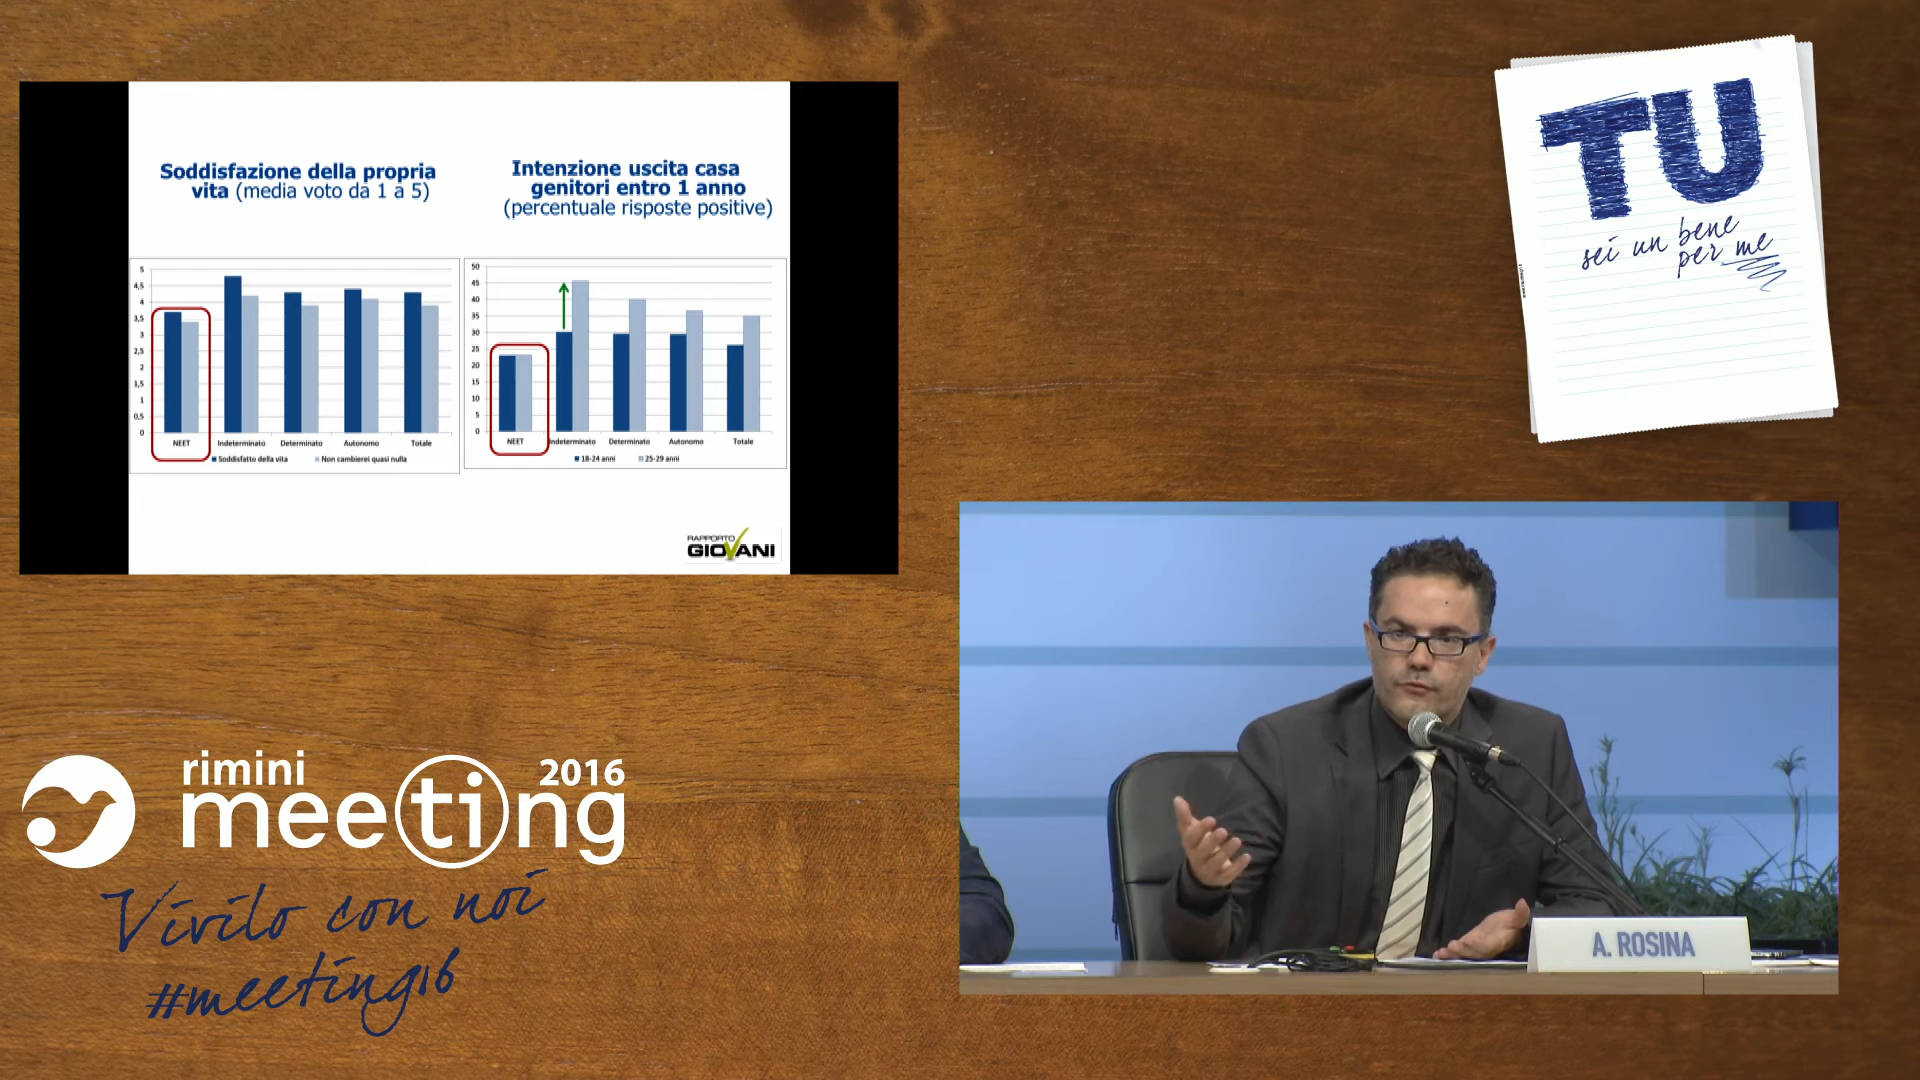 Soddisfazione della propria
vita (media voto da 1 a 5)
Intenzione uscita casa
genitori entro 1 anno
(percentuale risposte positive)
5
4,5
4
3,5
3
2,5
2
1,5
1
0,5
0
NEET Indeterminato Determinato Autonomo Totale
Soddisfatto della vita Non cambierei quasi nulla
50
45
40
35
30
25
20
15
10
5
0
NEET Indeterminato Determinato Autonomo Totale
18-24 anni 25-29 anni
RAPPORTO
GIOVANI
TU
sei un bene
per me
rimini 2016
meeting
Vivilo con noi
#meeting16
A. ROSINA